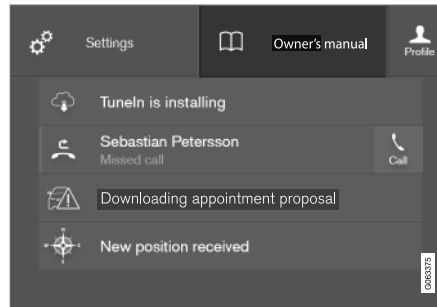 Settings
Owner's manual
Profile
TuneIn is installing
Sebastian Petersson
Missed call
Call
Downloading appointment proposal
New position received
G063375